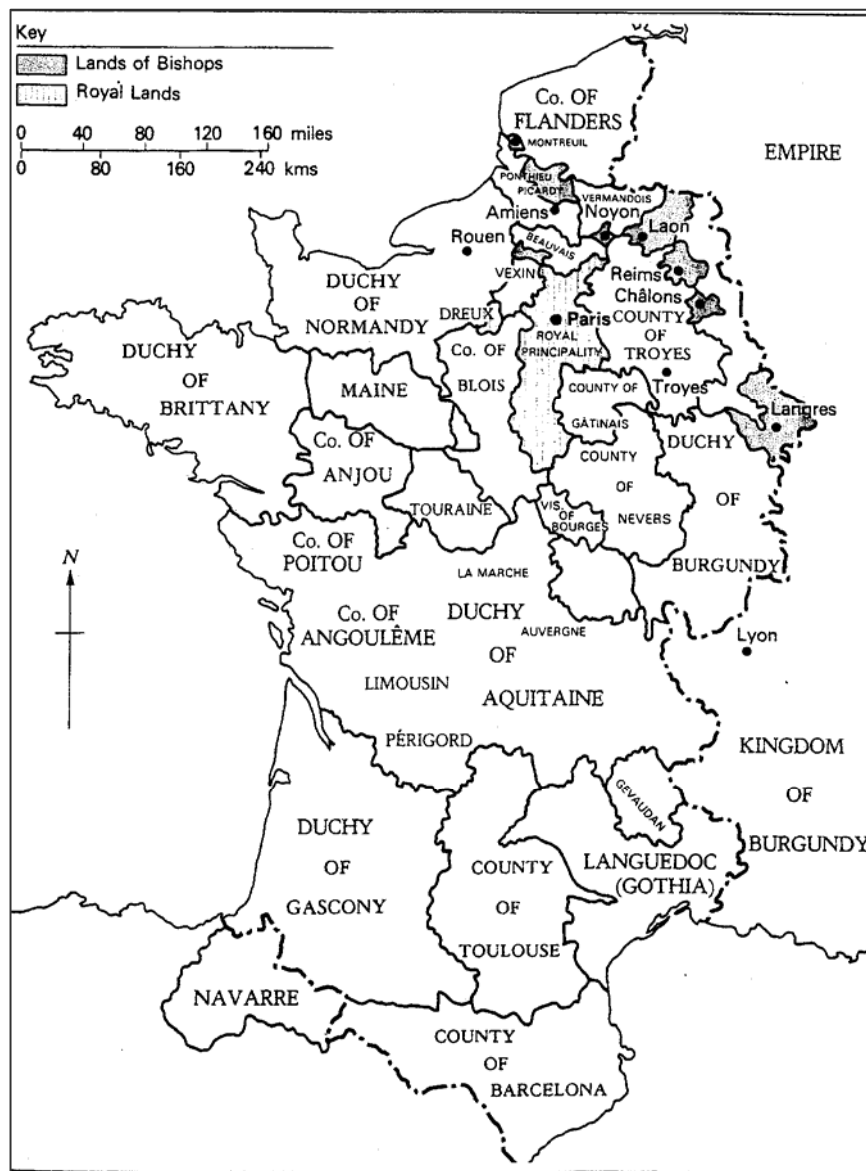 Key
Lands of Bishops
Royal Lands
0 40 80 120 160 miles
0 80 160 240 kms
Co. OF
FLANDERS
MONTREUIL
EMPIRE
PONTHIEU
PICARDY
VERMANDOIS
Amiens
Noyon
Laon
Rouen
BEAUVAIS
Reims
VEXIN
Châlons
DUCHY
OF
NORMANDY
DREUX
Paris
ROYAL
PRINCIPALITY
COUNTY
OF
TROYES
Troyes
DUCHY
OF
BRITTANY
Co. OF
BLOIS
MAINE
COUNTY OF
GÂTINAIS
Langres
DUCHY
OF
BURGUNDY
Co. OF
ANJOU
COUNTY
OF
NEVERS
TOURAINE
VIS.
OF
BOURGES
Co. OF
POITOU
N
LA MARCHE
Co. OF
ANGOULÊME
DUCHY
OF
AQUITAINE
AUVERGNE
Lyon
LIMOUSIN
PÉRIGORD
KINGDOM
OF
BURGUNDY
GEVAUDAN
DUCHY
OF
GASCONY
COUNTY
OF
TOULOUSE
LANGUEDOC
(GOTHIA)
NAVARRE
COUNTY
OF
BARCELONA